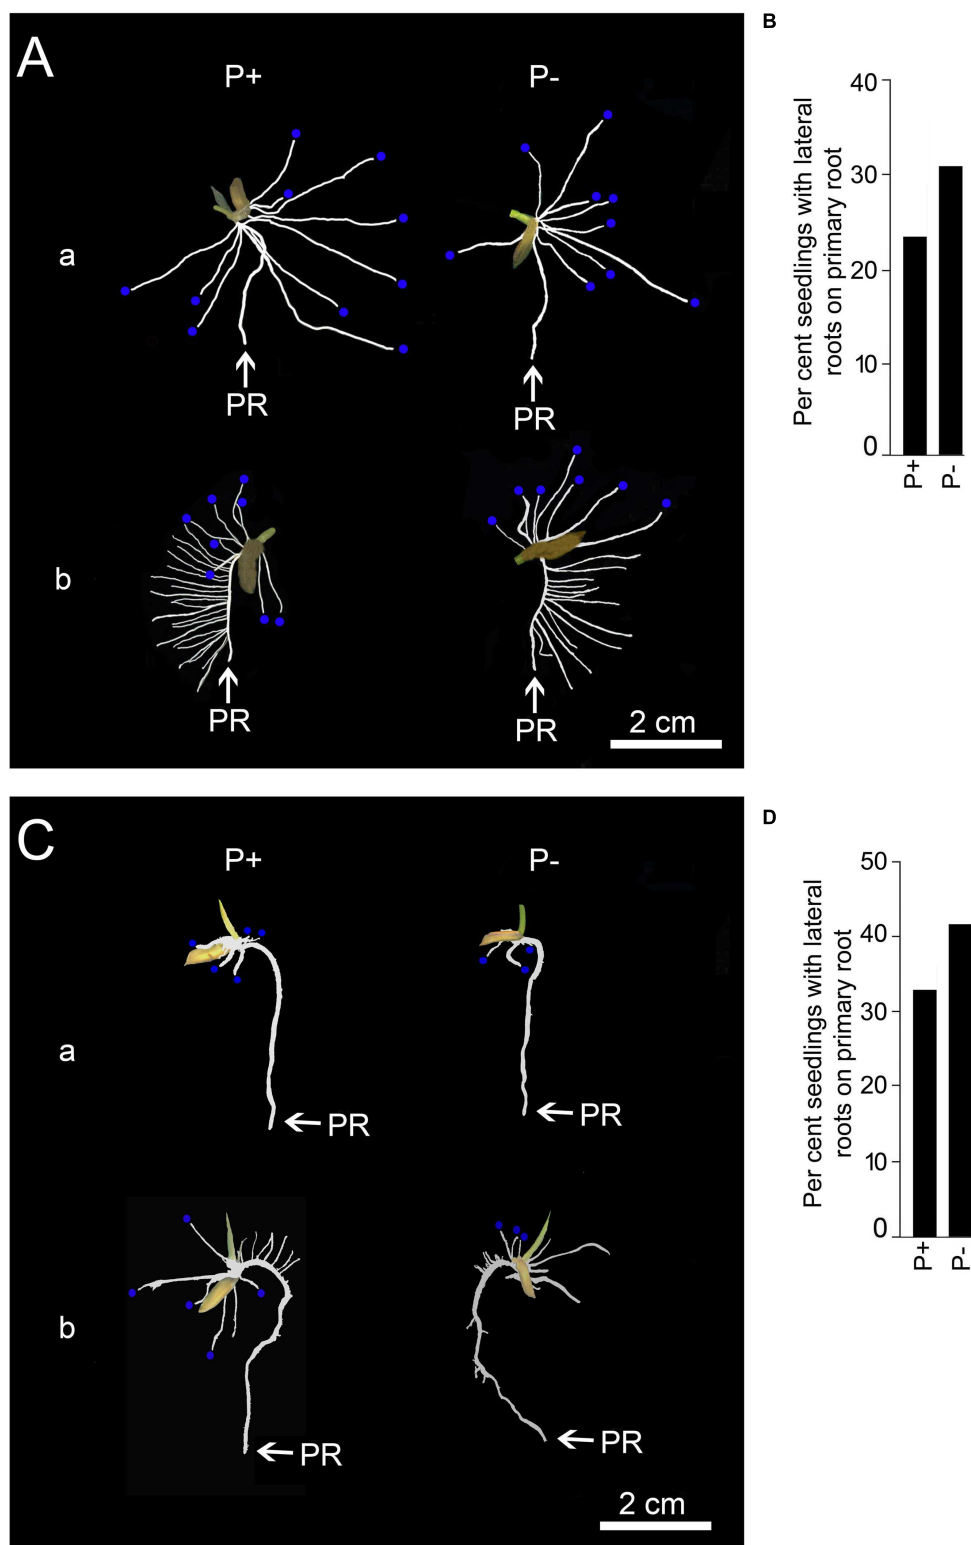 A
P+
P-
a
PR
PR
b
PR
PR
2 cm
B
Per cent seedlings with lateral
roots on primary root
40
30
20
10
0
P+
P-
C
P+
P-
a
PR
PR
b
PR
PR
2 cm
D
Per cent seedlings with lateral
roots on primary root
50
40
30
20
10
0
P+
P-